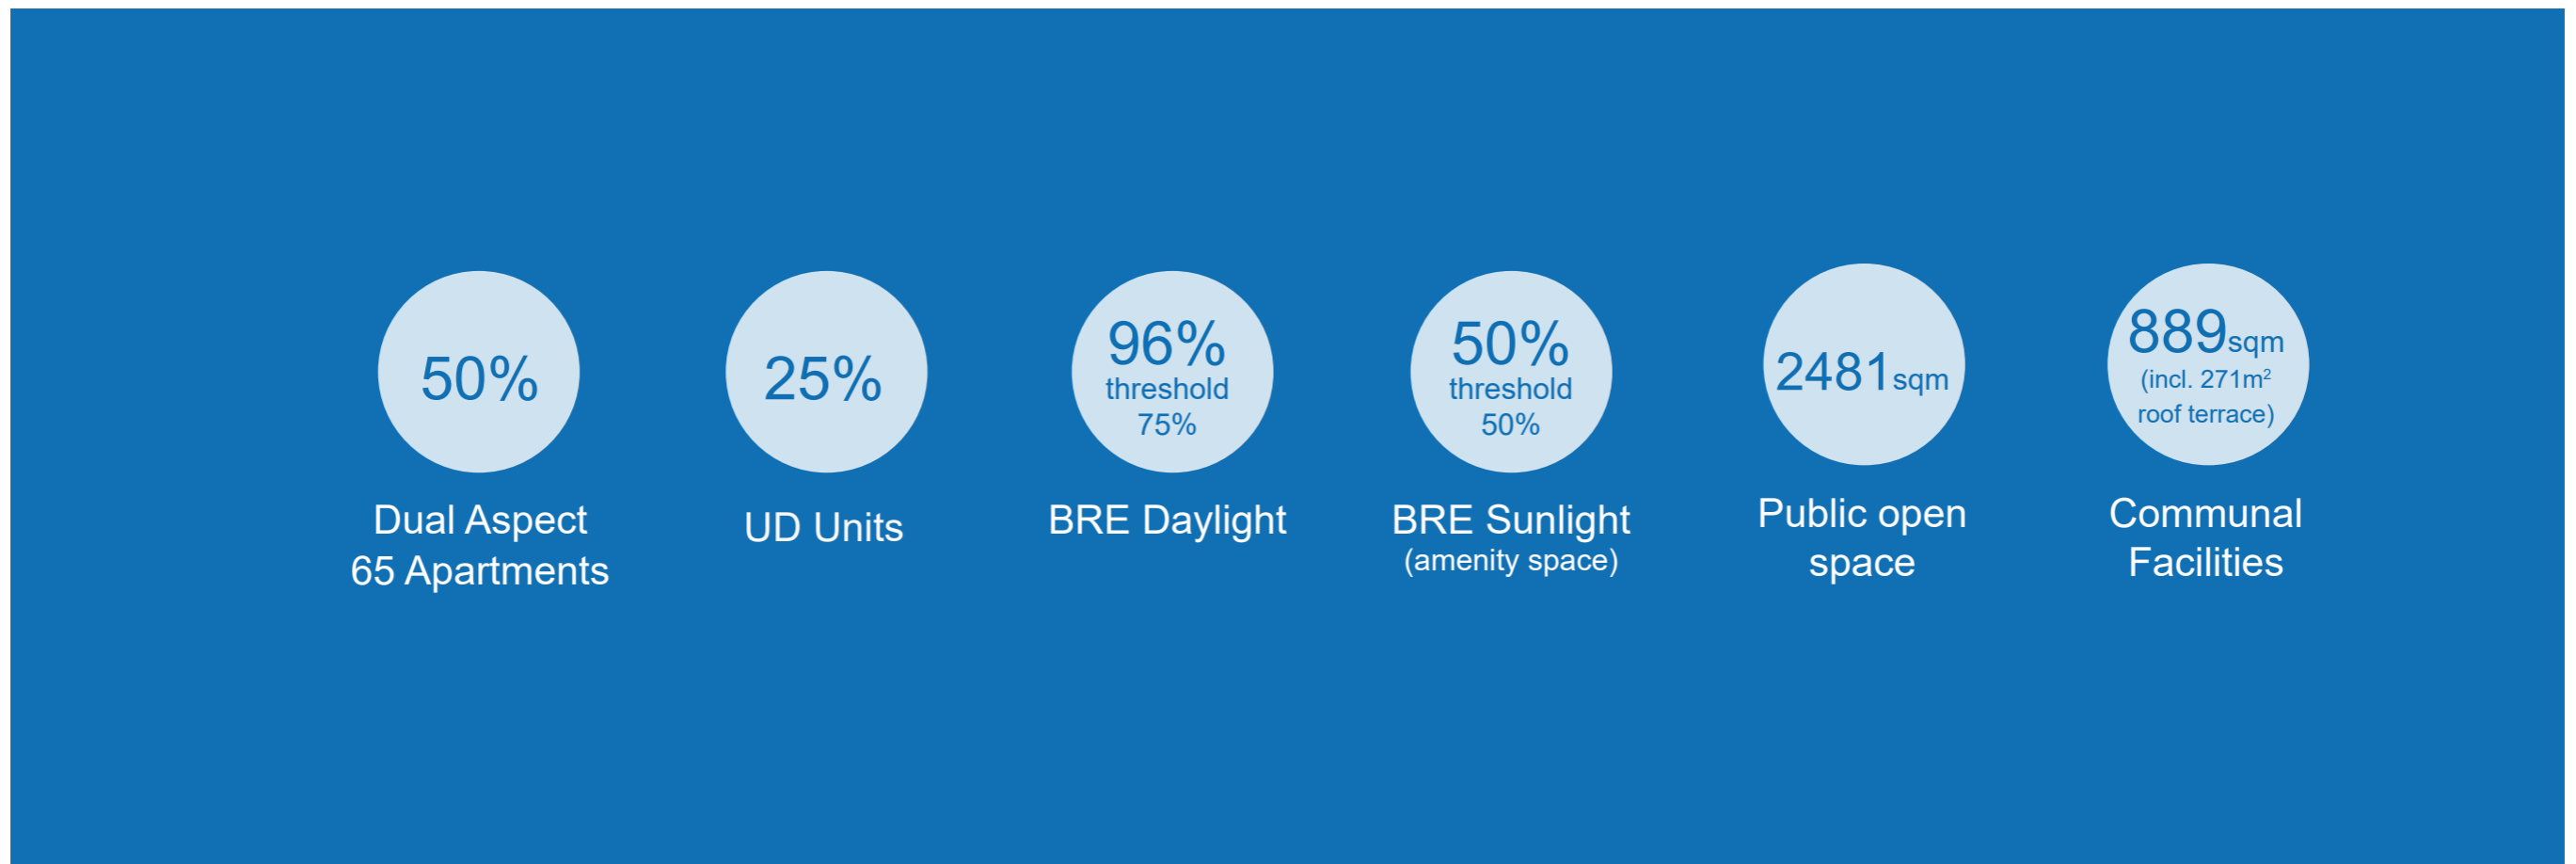 50%
Dual Aspect
65 Apartments
25%
UD Units
96%
threshold
75%
BRE Daylight
50%
threshold
50%
BRE Sunlight
(amenity space)
2481sqm
Public open
space
889sqm
(incl. 271m²
roof terrace)
Communal
Facilities